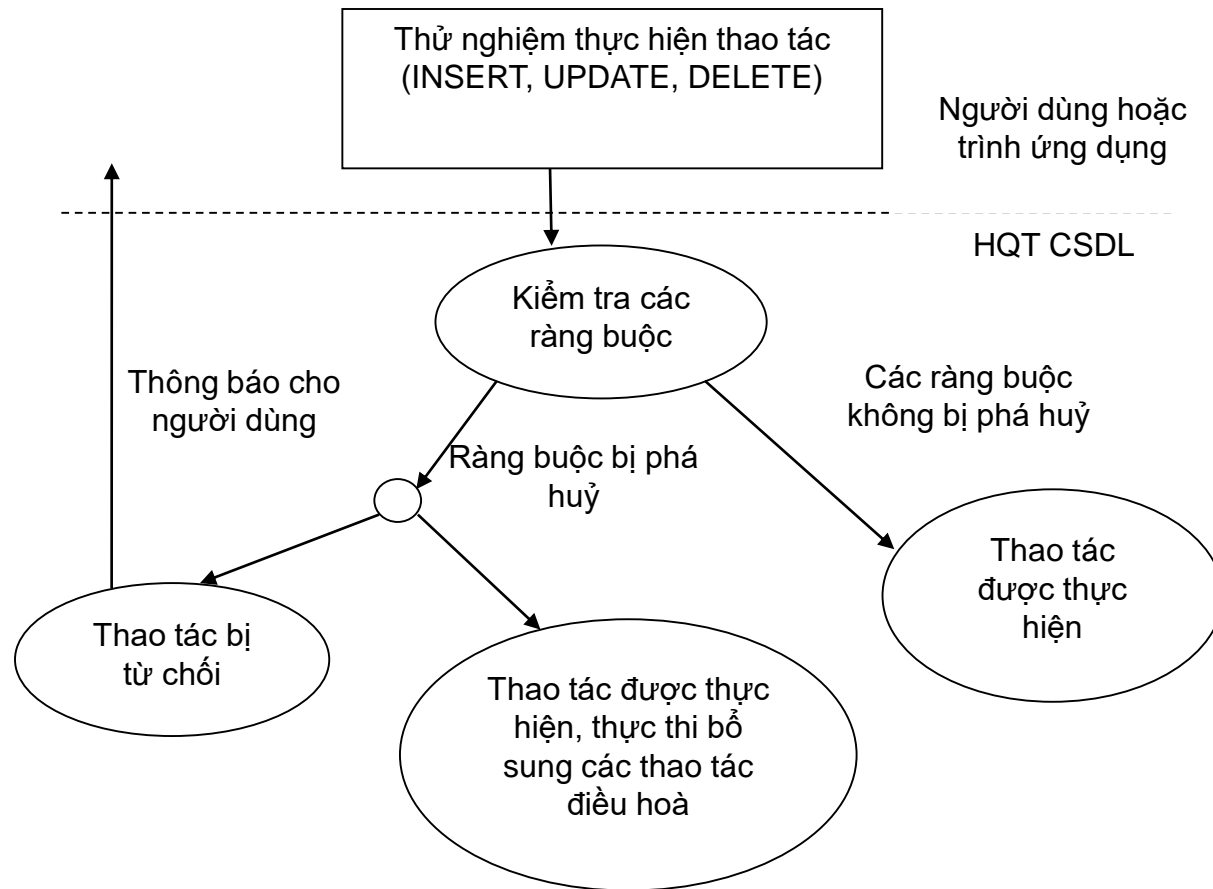 Thử nghiệm thực hiện thao tác
(INSERT, UPDATE, DELETE)
Người dùng hoặc
trình ứng dụng
HQT CSDL
Kiểm tra các
ràng buộc
Thông báo cho
người dùng
Các ràng buộc
không bị phá huỷ
Ràng buộc bị phá
huỷ
Thao tác
được thực
hiện
Thao tác bị
từ chối
Thao tác được thực
hiện, thực thi bổ
sung các thao tác
điều hoà